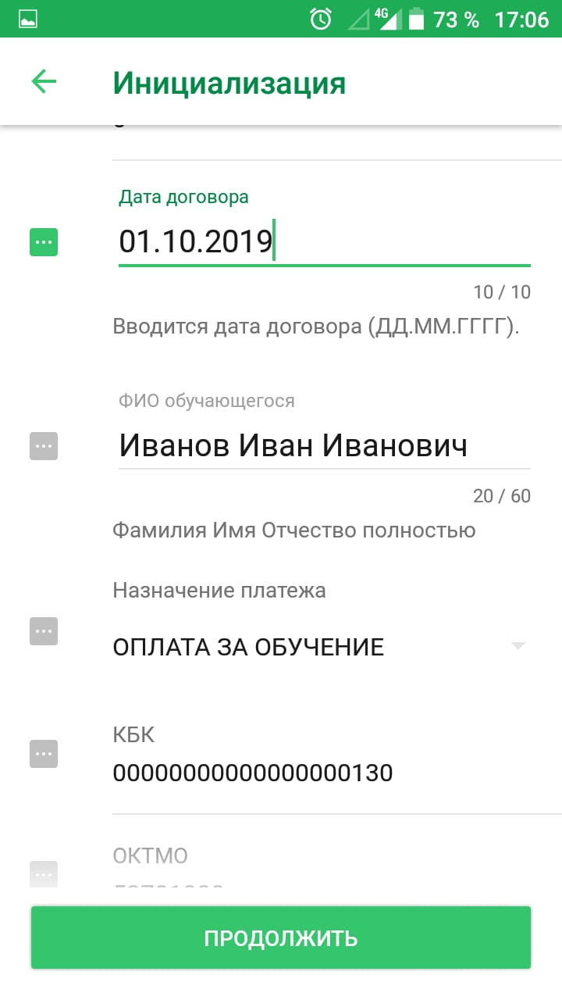 4G 73 % 17:06
Инициализация
Дата договора
01.10.2019
10 / 10
Вводится дата договора (ДД.ММ.ГГГГ).
ФИО обучающегося
Иванов Иван Иванович
20 / 60
Фамилия Имя Отчество полностью
Назначение платежа
ОПЛАТА ЗА ОБУЧЕНИЕ
КБК
00000000000000000130
ОКТМО
ПРОДОЛЖИТЬ